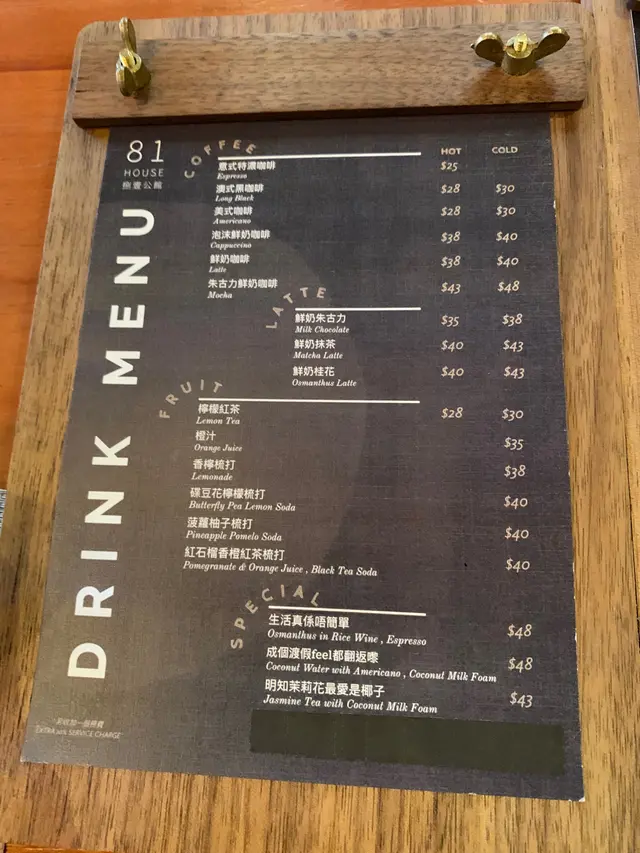 81
HOUSE
捌壹公館
DRINK MENU
COFFEE
HOT COLD
意式特濃咖啡 $25
Espresso
澳式黑咖啡 $28 $30
Long Black
美式咖啡 $28 $30
Americano
泡沫鮮奶咖啡 $38 $40
Cappuccino
鮮奶咖啡 $38 $40
Latte
朱古力鮮奶咖啡 $43 $48
Mocha
LATTE
鮮奶朱古力 $35 $38
Milk Chocolate
鮮奶抹茶 $40 $43
Matcha Latte
鮮奶桂花 $40 $43
Osmanthus Latte
FRUIT
檸檬紅茶 $28 $30
Lemon Tea
橙汁 $35
Orange Juice
香檸梳打 $38
Lemonade
碟豆花檸檬梳打 $40
Butterfly Pea Lemon Soda
菠蘿柚子梳打 $40
Pineapple Pomelo Soda
紅石榴香橙紅茶梳打 $40
Pomegranate & Orange Juice , Black Tea Soda
SPECIAL
生活真係唔簡單 $48
Osmanthus in Rice Wine , Espresso
成個渡假feel都翻返嚟 $48
Coconut Water with Americano , Coconut Milk Foam
明知茉莉花最愛是椰子 $43
Jasmine Tea with Coconut Milk Foam
另收加一服務費
EXTRA 10% SERVICE CHARGE